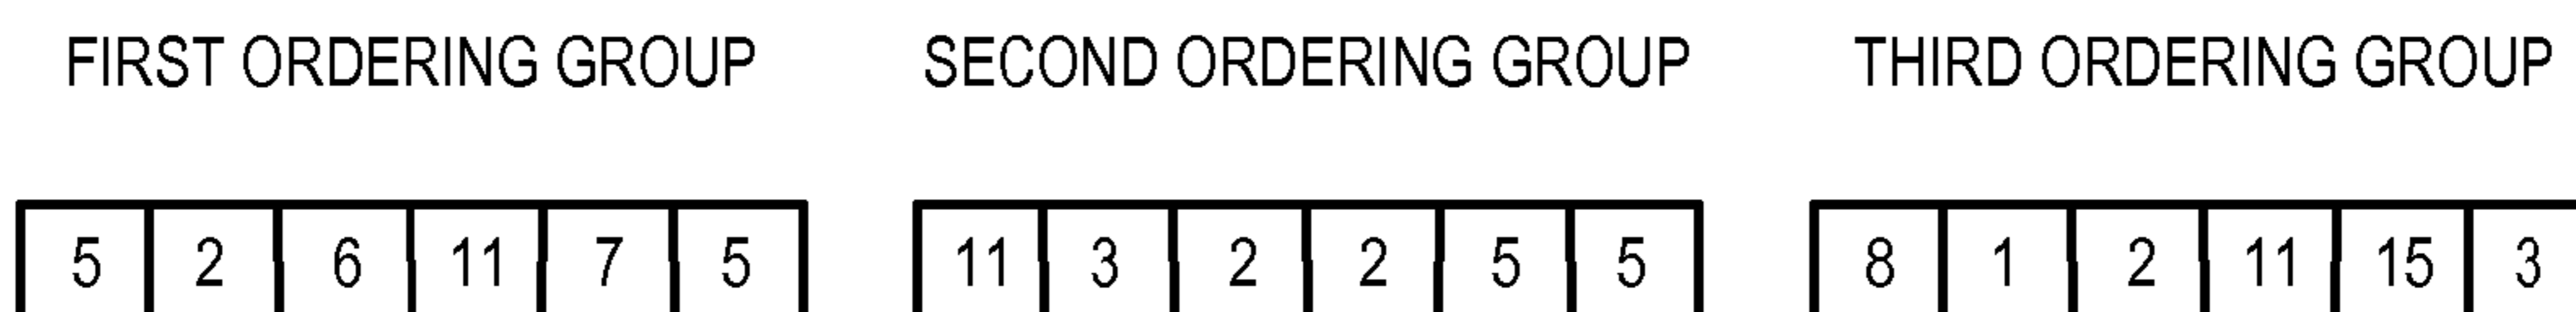 FIRST ORDERING GROUP SECOND ORDERING GROUP THIRD ORDERING GROUP
5 2 6 11 7 5 11 3 2 2 5 5 8 1 2 11 15 3